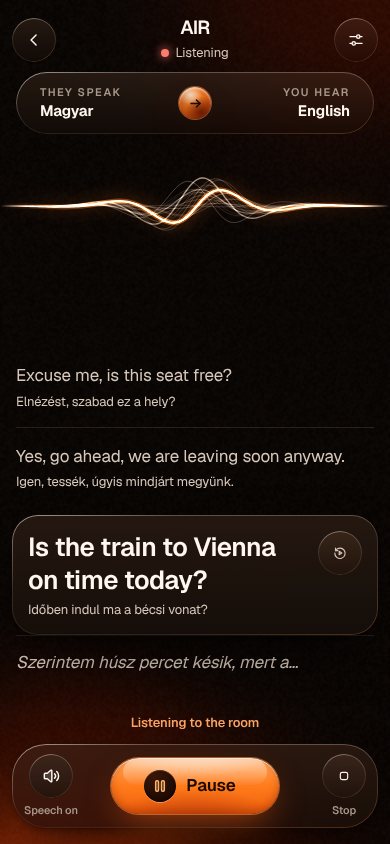 AIR
Listening
THEY SPEAK
Magyar
YOU HEAR
English
Excuse me, is this seat free?
Elnézést, szabad ez a hely?
Yes, go ahead, we are leaving soon anyway.
Igen, tessék, úgyis mindjárt megyünk.
Is the train to Vienna
on time today?
Időben indul ma a bécsi vonat?
Szerintem húsz percet késik, mert a...
Listening to the room
Speech on
Pause
Stop